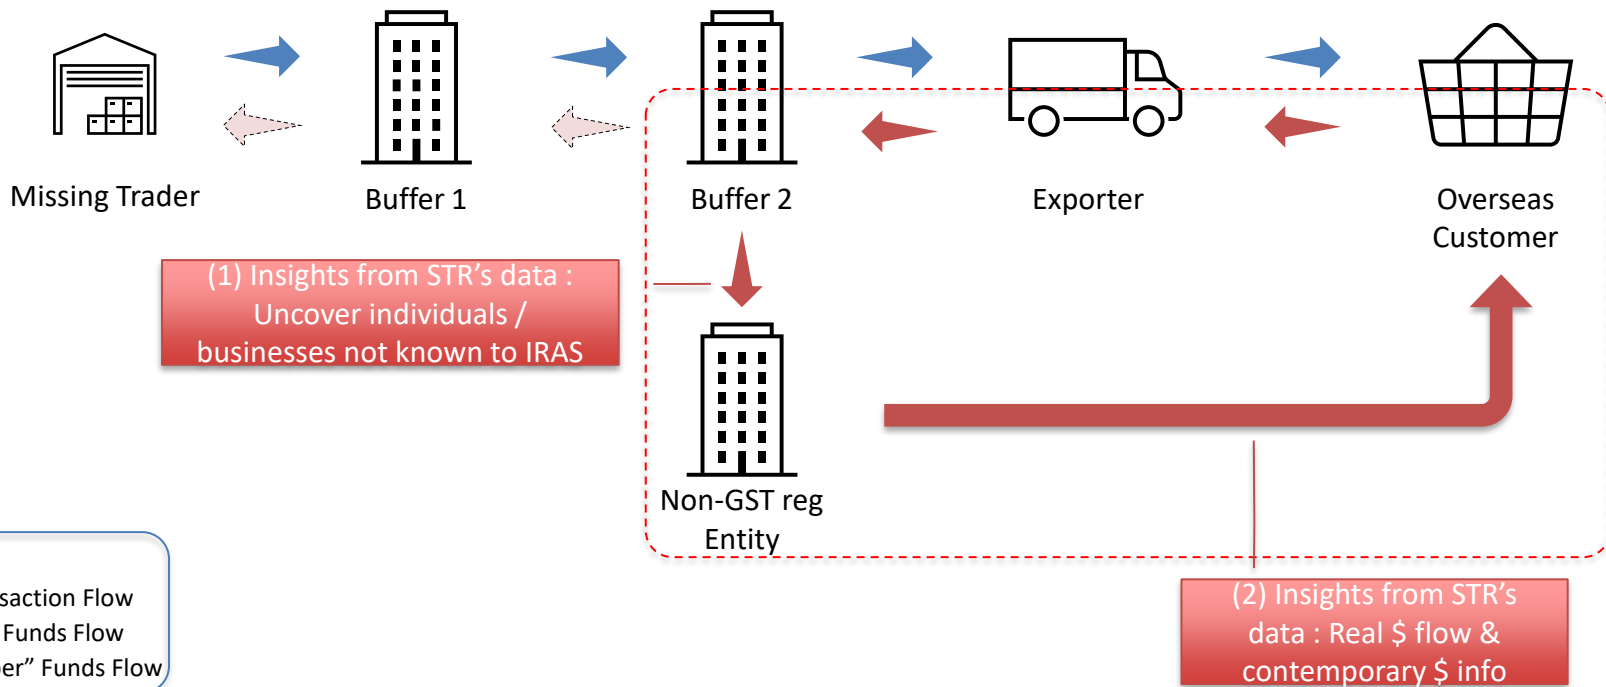 Missing Trader
Buffer 1
Buffer 2
Exporter
Overseas
Customer
(1) Insights from STR’s data :
Uncover individuals /
businesses not known to IRAS
Non-GST reg
Entity
Funds Flow
Flow
Funds Flow
(2) Insights from STR’s
data : Real $ flow &
contemporary $ info